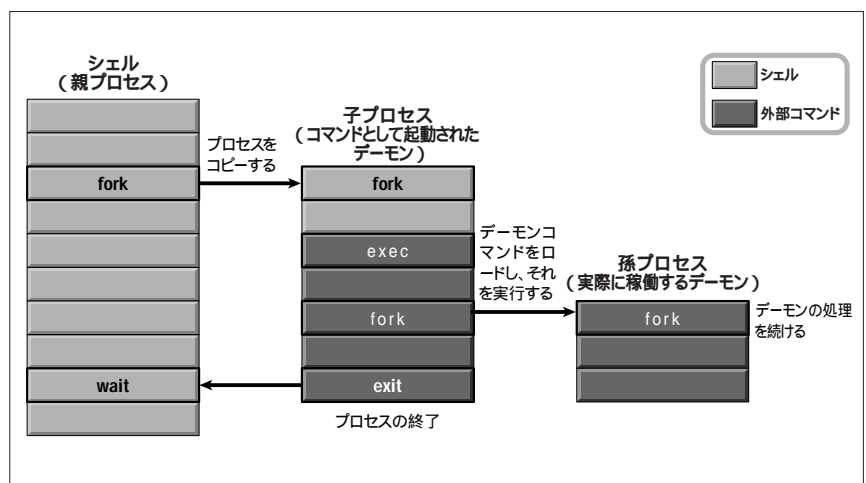 シェル
(親プロセス)
fork
wait
プロセスを
コピーする
子プロセス
(コマンドとして起動された
デーモン)
fork
exec
fork
exit
プロセスの終了
デーモンコ
マンドをロ
ードし、それ
を実行する
孫プロセス
(実際に稼働するデーモン)
fork
デーモンの処理
を続ける
シェル
外部コマンド